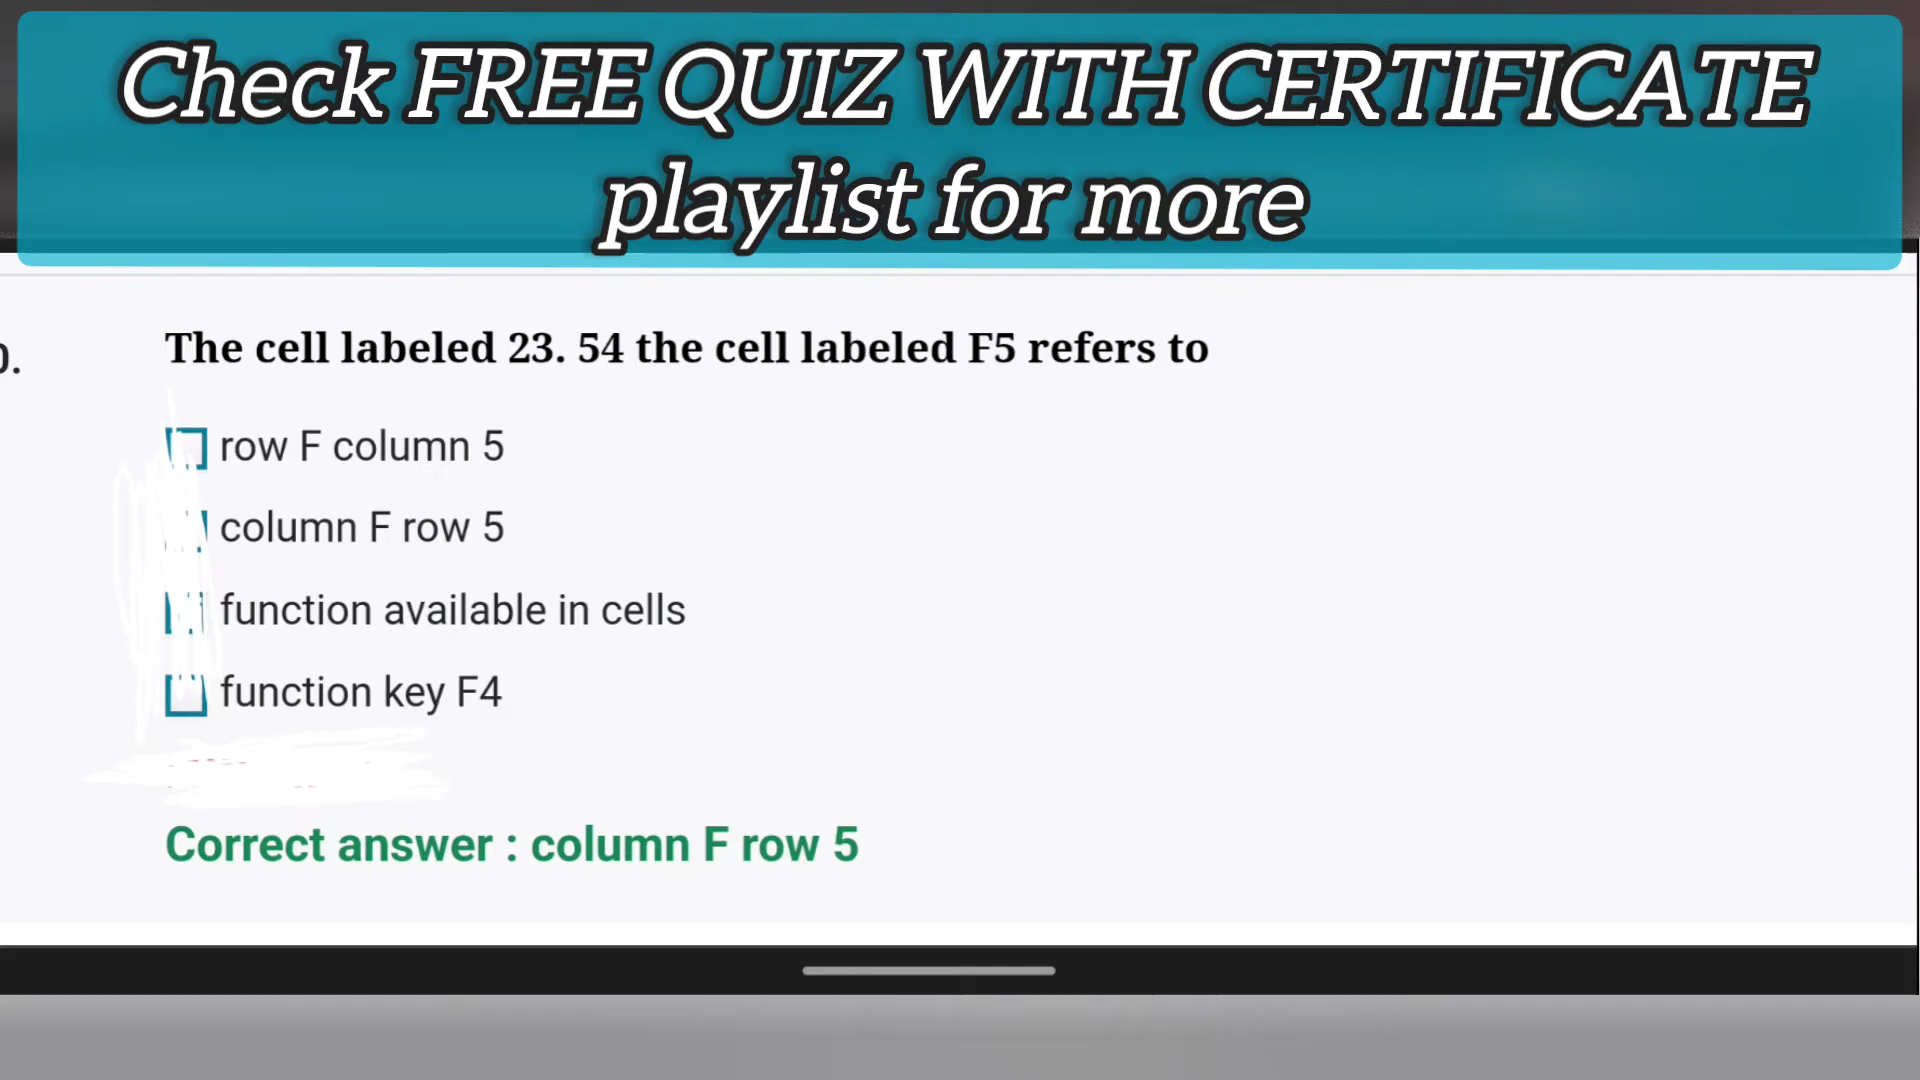 Check FREE QUIZ WITH CERTIFICATE
playlist for more
The cell labeled 23. 54 the cell labeled F5 refers to
row F column 5
column F row 5
function available in cells
function key F4
Correct answer : column F row 5